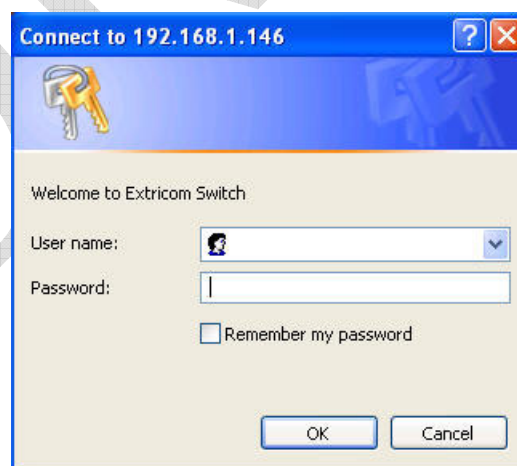 Connect to 192.168.1.146
Welcome to Extricom Switch
User name:
Password:
Remember my password
OK
Cancel